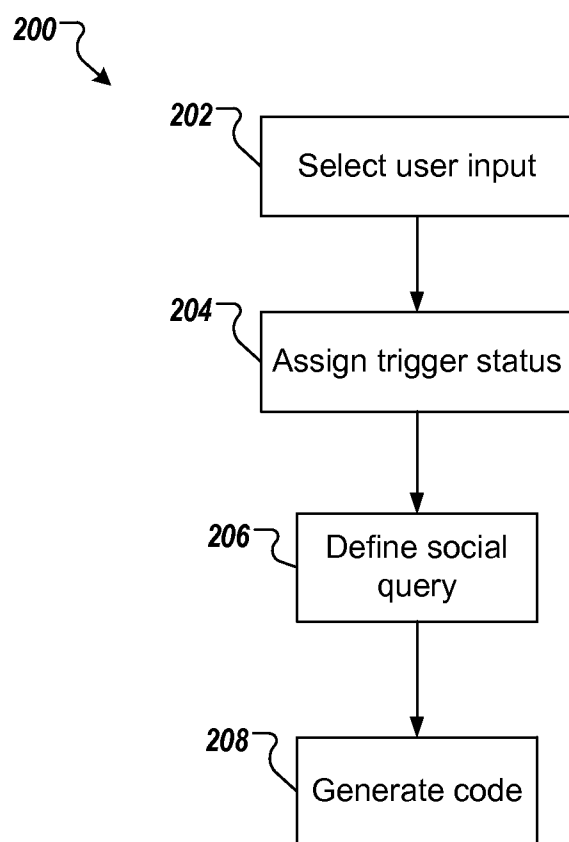 200
202
Select user input
204
Assign trigger status
206
Define social
query
208
Generate code